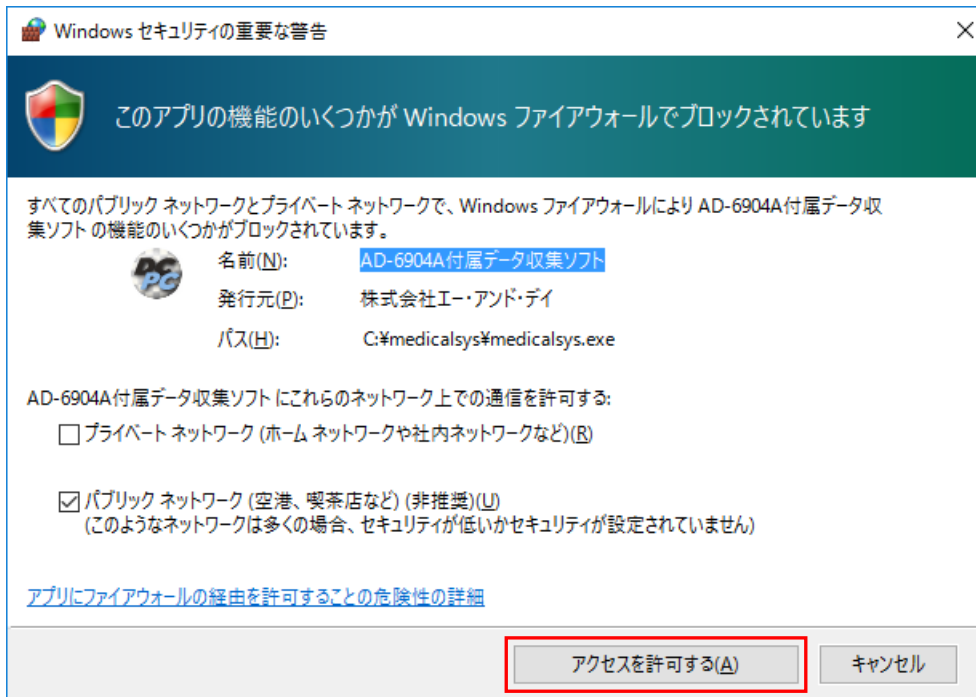 Windows セキュリティの重要な警告
このアプリの機能のいくつかが Windows ファイアウォールでブロックされています
すべてのパブリック ネットワークとプライベート ネットワークで、Windows ファイアウォールにより AD-6904A付属データ収
集ソフト の機能のいくつかがブロックされています。
DC
PC
名前(N): AD-6904A付属データ収集ソフト
発行元(P): 株式会社エー・アンド・デイ
パス(H): C:¥medicalsys¥medicalsys.exe
AD-6904A付属データ収集ソフト にこれらのネットワーク上での通信を許可する:
プライベート ネットワーク (ホーム ネットワークや社内ネットワークなど)(R)
パブリック ネットワーク (空港、喫茶店など) (非推奨)(U)
(このようなネットワークは多くの場合、セキュリティが低いかセキュリティが設定されていません)
アプリにファイアウォールの経由を許可することの危険性の詳細
アクセスを許可する(A) キャンセル